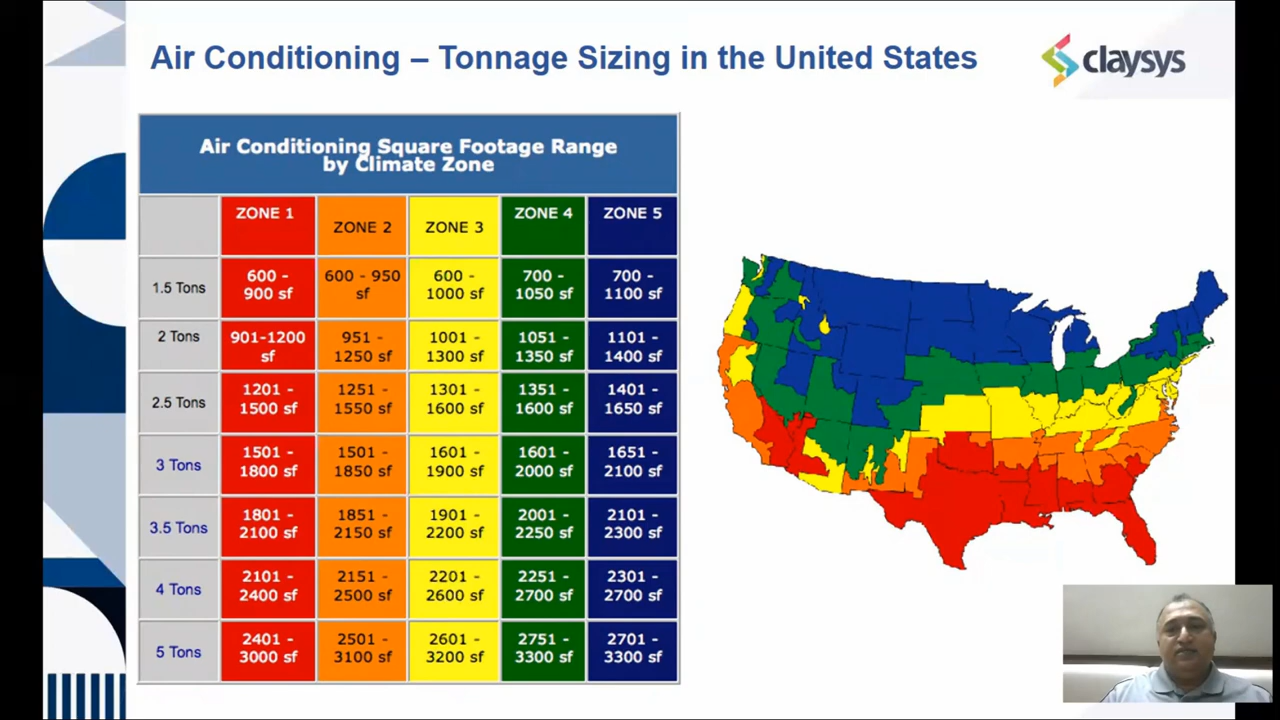 Air Conditioning – Tonnage Sizing in the United States
claysys
Air Conditioning Square Footage Range
by Climate Zone
ZONE 1
ZONE 2
ZONE 3
ZONE 4
ZONE 5
1.5 Tons
600 -
900 sf
600 - 950
sf
600 -
1000 sf
700 -
1050 sf
700 -
1100 sf
2 Tons
901-1200
sf
951 -
1250 sf
1001 -
1300 sf
1051 -
1350 sf
1101 -
1400 sf
2.5 Tons
1201 -
1500 sf
1251 -
1550 sf
1301 -
1600 sf
1351 -
1600 sf
1401 -
1650 sf
3 Tons
1501 -
1800 sf
1501 -
1850 sf
1601 -
1900 sf
1601 -
2000 sf
1651 -
2100 sf
3.5 Tons
1801 -
2100 sf
1851 -
2150 sf
1901 -
2200 sf
2001 -
2250 sf
2101 -
2300 sf
4 Tons
2101 -
2400 sf
2151 -
2500 sf
2201 -
2600 sf
2251 -
2700 sf
2301 -
2700 sf
5 Tons
2401 -
3000 sf
2501 -
3100 sf
2601 -
3200 sf
2751 -
3300 sf
2701 -
3300 sf